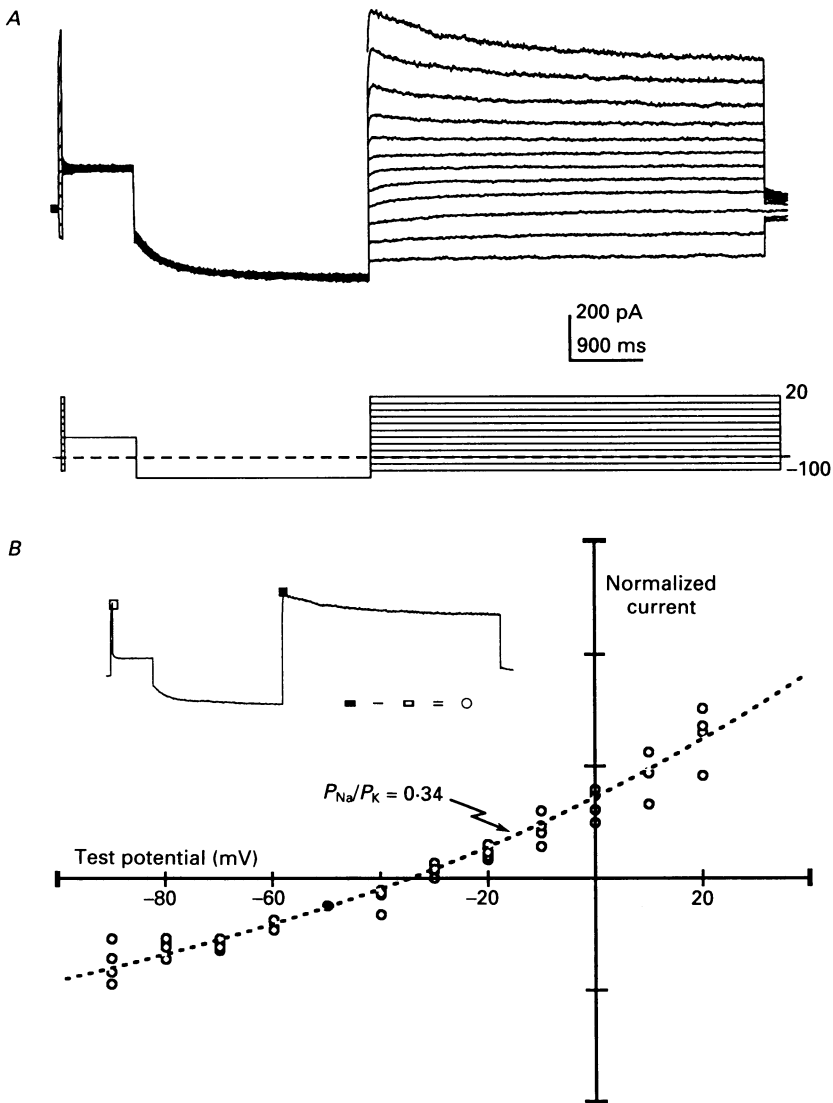 A
200 pA
900 ms
20
−100
B
Normalized
current
■ − □ = ○
P_Na/P_K = 0·34
Test potential (mV)
−80
−60
−20
20